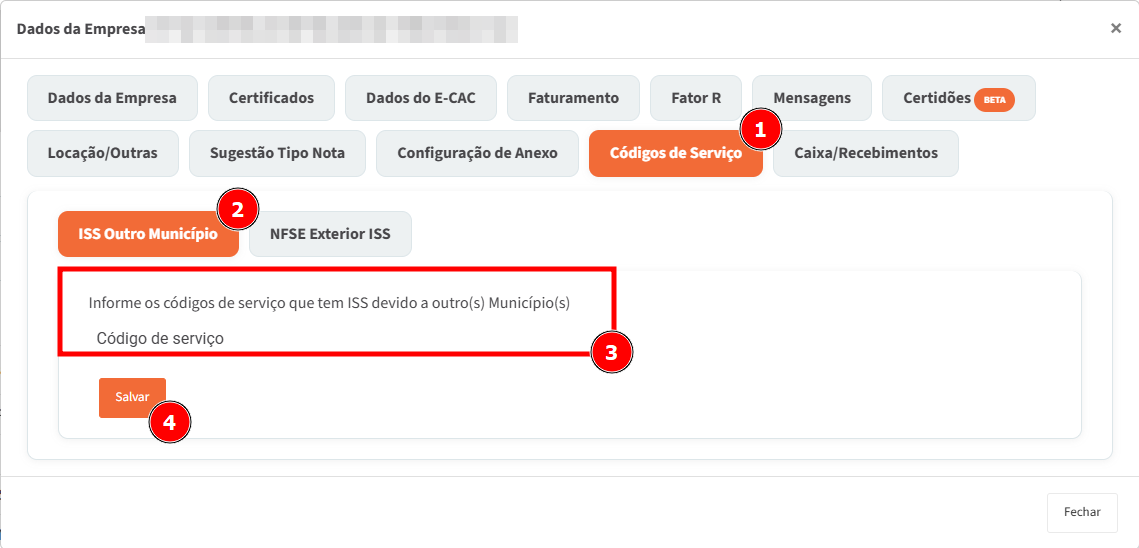 Dados da Empresa
×
Dados da Empresa Certificados Dados do E-CAC Faturamento Fator R Mensagens Certidões BETA
1
Locação/Outras Sugestão Tipo Nota Configuração de Anexo Códigos de Serviço Caixa/Recebimentos
2
ISS Outro Município NFSE Exterior ISS
Informe os códigos de serviço que tem ISS devido a outro(s) Município(s)
Código de serviço
3
Salvar
4
Fechar